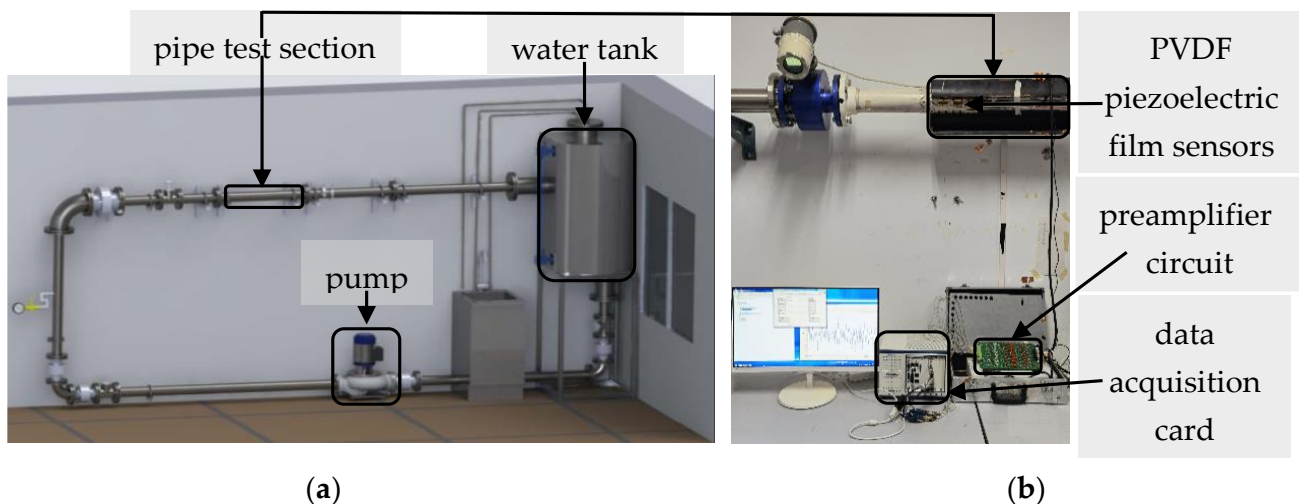 pipe test section
water tank
pump
PVDF
piezoelectric
film sensors
preamplifier
circuit
data
acquisition
card
(a)
(b)